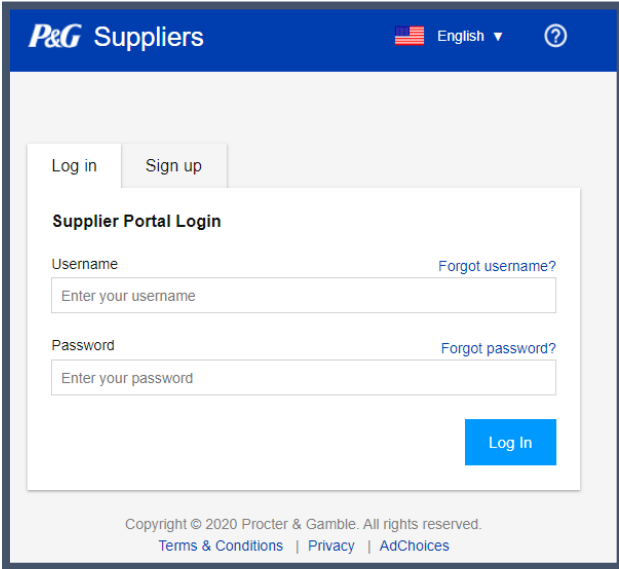 P&G Suppliers English ▼ ?
Log in Sign up
Supplier Portal Login
Username Forgot username?
Enter your username
Password Forgot password?
Enter your password
Log In
Copyright © 2020 Procter & Gamble. All rights reserved.
Terms & Conditions | Privacy | AdChoices